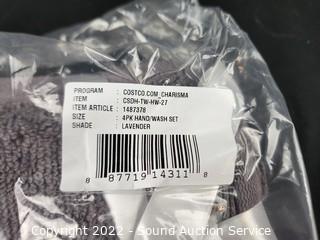 PROGRAM : COSTCO.COM_CHARISMA
ITEM : CSDH-TW-HW-27
ITEM ARTICLE : 1487378
SIZE : 4PK HAND/WASH SET
SHADE : LAVENDER
8 87719 14311 8
Copyright 2022 - Sound Auction Service